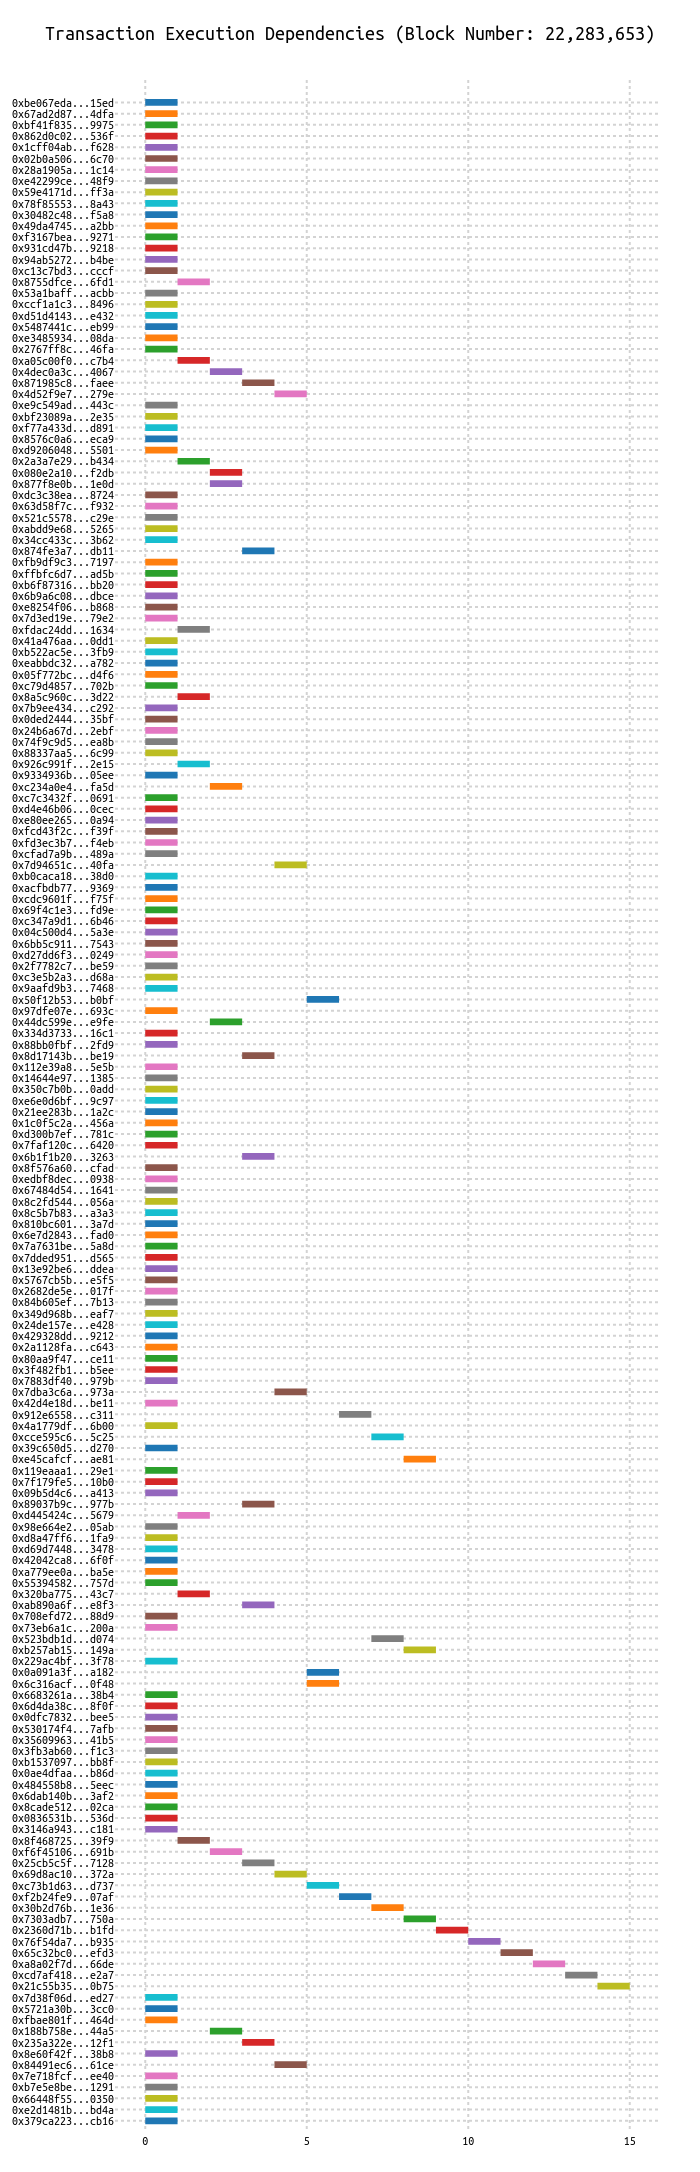 Transaction Execution Dependencies (Block Number: 22,283,653)
0xbe067eda...15ed
0x67ad2d87...4dfa
0xbf41f835...9975
0x862d0c02...536f
0x1cff04ab...f628
0x02b0a506...6c70
0x28a1905a...1c14
0xe42299ce...48f9
0x59e4171d...ff3a
0x78f85553...8a43
0x30482c48...f5a8
0x49da4745...a2bb
0xf3167bea...9271
0x931cd47b...9218
0x94ab5272...b4be
0xc13c7bd3...cccf
0x8755dfce...6fd1
0x53a1baff...acbb
0xccf1a1c3...8496
0xd51d4143...e432
0x5487441c...eb99
0xe3485934...08da
0x2767ff8c...46fa
0xa05c00f0...c7b4
0x4dec0a3c...4067
0x871985c8...faee
0x4d52f9e7...279e
0xe9c549ad...443c
0xbf23089a...2e35
0xf77a433d...d891
0x8576c0a6...eca9
0xd9206048...5501
0x2a3a7e29...b434
0x080e2a10...f2db
0x877f8e0b...1e0d
0xdc3c38ea...8724
0x63d58f7c...f932
0x521c5578...c29e
0xabdd9e68...5265
0x34cc433c...3b62
0x874fe3a7...db11
0xfb9df9c3...7197
0xffbfc6d7...ad5b
0xb6f87316...bb20
0x6b9a6c08...dbce
0xe8254f06...b868
0x7d3ed19e...79e2
0xfdac24dd...1634
0x41a476aa...0dd1
0xb522ac5e...3fb9
0xeabbdc32...a782
0x05f772bc...d4f6
0xc79d4857...702b
0x8a5c960c...3d22
0x7b9ee434...c292
0x0ded2444...35bf
0x24b6a67d...2ebf
0x74f9c9d5...ea8b
0x88337aa5...6c99
0x926c991f...2e15
0x9334936b...05ee
0xc234a0e4...fa5d
0xc7c3432f...0691
0xd4e46b06...0cec
0xe80ee265...0a94
0xfcd43f2c...f39f
0xfd3ec3b7...f4eb
0xcfad7a9b...489a
0x7d94651c...40fa
0xb0caca18...38d0
0xacfbdb77...9369
0xcdc9601f...f75f
0x69f4c1e3...fd9e
0xc347a9d1...6b46
0x04c500d4...5a3e
0x6bb5c911...7543
0xd27dd6f3...0249
0x2f7782c7...be59
0xc3e5b2a3...d68a
0x9aafd9b3...7468
0x50f12b53...b0bf
0x97dfe07e...693c
0x44dc599e...e9fe
0x334d3733...16c1
0x88bb0fbf...2fd9
0x8d17143b...be19
0x112e39a8...5e5b
0x14644e97...1385
0x350c7b0b...0add
0xe6e0d6bf...9c97
0x21ee283b...1a2c
0x1c0f5c2a...456a
0xd300b7ef...781c
0x7faf120c...6420
0x6b1f1b20...3263
0x8f576a60...cfad
0xedbf8dec...0938
0x67484d54...1641
0x8c2fd544...056a
0x8c5b7b83...a3a3
0x810bc601...3a7d
0x6e7d2843...fad0
0x7a7631be...5a8d
0x7dded951...d565
0x13e92be6...ddea
0x5767cb5b...e5f5
0x2682de5e...017f
0x84b605ef...7b13
0x349d968b...eaf7
0x24de157e...e428
0x429328dd...9212
0x2a1128fa...c643
0x80aa9f47...ce11
0x3f482fb1...b5ee
0x7883df40...979b
0x7dba3c6a...973a
0x42d4e18d...be11
0x912e6558...c311
0x4a1779df...6b00
0xcce595c6...5c25
0x39c650d5...d270
0xe45cafcf...ae81
0x119eaaa1...29e1
0x7f179fe5...10b0
0x09b5d4c6...a413
0x89037b9c...977b
0xd445424c...5679
0x98e664e2...05ab
0xd8a47ff6...1fa9
0xd69d7448...3478
0x42042ca8...6f0f
0xa779ee0a...ba5e
0x55394582...757d
0x320ba775...43c7
0xab890a6f...e8f3
0x708efd72...88d9
0x73eb6a1c...200a
0x523bdb1d...d074
0xb257ab15...149a
0x229ac4bf...3f78
0x0a091a3f...a182
0x6c316acf...0f48
0x6683261a...38b4
0x6d4da38c...8f0f
0x0dfc7832...bee5
0x530174f4...7afb
0x35609963...41b5
0x3fb3ab60...f1c3
0xb1537097...bb8f
0x0ae4dfaa...b86d
0x484558b8...5eec
0x6dab140b...3af2
0x8cade512...02ca
0x0836531b...536d
0x3146a943...c181
0x8f468725...39f9
0xf6f45106...691b
0x25cb5c5f...7128
0x69d8ac10...372a
0xc73b1d63...d737
0xf2b24fe9...07af
0x30b2d76b...1e36
0x7303adb7...750a
0x2360d71b...b1fd
0x76f54da7...b935
0x65c32bc0...efd3
0xa8a02f7d...66de
0xcd7af418...e2a7
0x21c55b35...0b75
0x7d38f06d...ed27
0x5721a30b...3cc0
0xfbae801f...464d
0x188b758e...44a5
0x235a322e...12f1
0x8e60f42f...38b8
0x84491ec6...61ce
0x7e718fcf...ee40
0xb7e5e8be...1291
0x66448f55...0350
0xe2d1481b...bd4a
0x379ca223...cb16
0 5 10 15